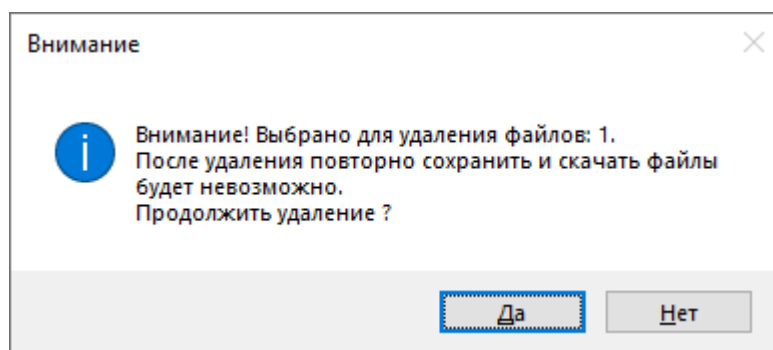 Внимание
Внимание! Выбрано для удаления файлов: 1.
После удаления повторно сохранить и скачать файлы
будет невозможно.
Продолжить удаление ?
Да
Нет